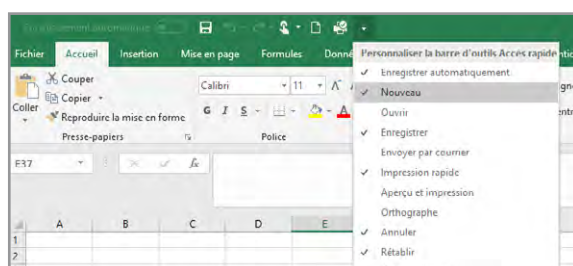 Fichier Accueil Insertion Mise en page Formules Donné
Personnaliser la barre d'outils Accès rapide
Coller
Couper
Copier
Reproduire la mise en forme
Presse-papiers
Calibri 11
G I S
Police
E37
fx
A B C D E
1
2
Enregistrer automatiquement
Nouveau
Ouvrir
Enregistrer
Envoyer par courrier
Impression rapide
Aperçu et impression
Orthographe
Annuler
Rétablir